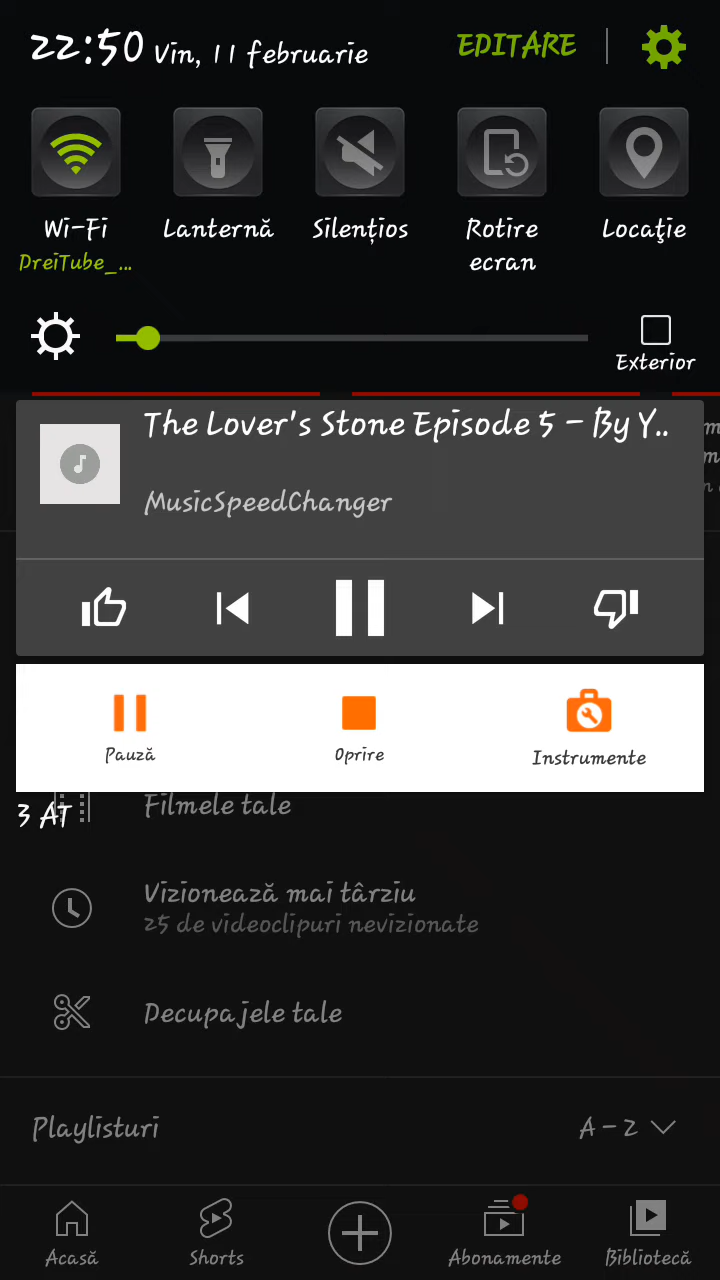 22:50 Vin, 11 februarie EDITARE
Wi-Fi Lanternă Silențios Rotire ecran Locaţie
DreiTube_...
Exterior
The Lover's Stone Episode 5 - By Y..
MusicSpeedChanger
Pauză Oprire Instrumente
3 AT Filmele tale
Vizionează mai târziu
25 de videoclipuri nevizionate
Decupajele tale
Playlisturi A - Z
Acasă Shorts Abonamente Bibliotecă